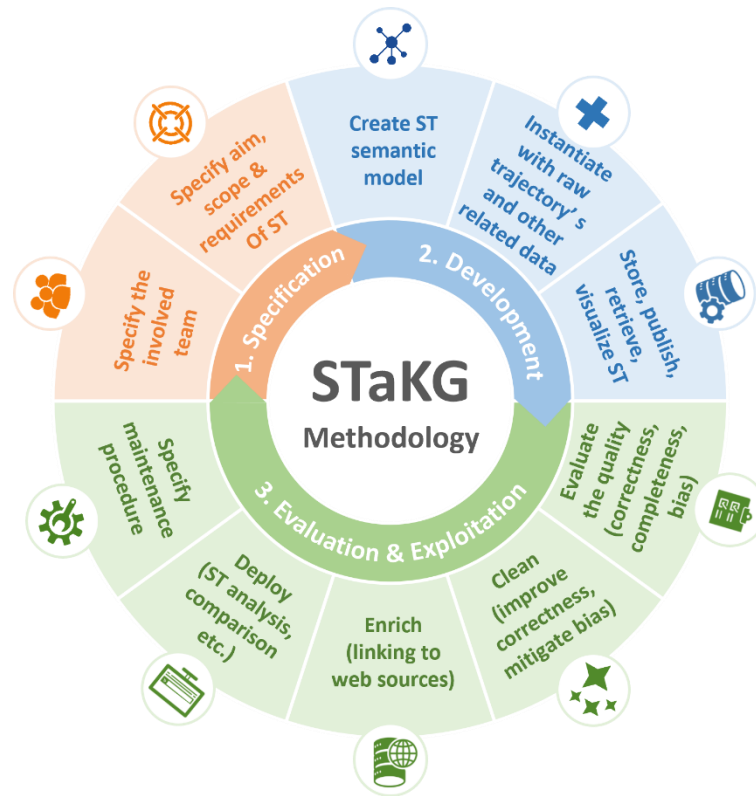 STaKG
Methodology
1. Specification
Specify the
involved
team
Specify aim,
scope &
requirements
Of ST
2. Development
Create ST
semantic
model
Instantiate
with raw
trajectory's
and other
related data
Store, publish,
retrieve,
visualize ST
3. Evaluation & Exploitation
Evaluate
the quality
(correctness,
completeness,
bias)
Clean
(improve
correctness,
mitigate bias)
Enrich
(linking to
web sources)
Deploy
(ST analysis,
comparison
etc.)
Specify
maintenance
procedure